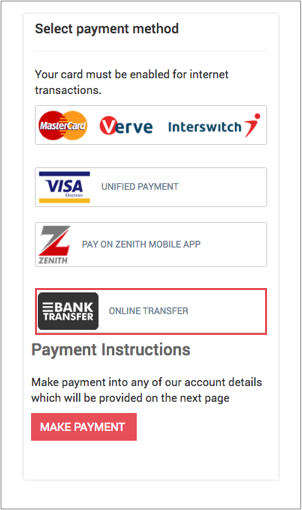 Select payment method
Your card must be enabled for internet
transactions.
MasterCard Verve Interswitch
VISA
Electron
UNIFIED PAYMENT
ZENITH
PAY ON ZENITH MOBILE APP
BANK
TRANSFER
ONLINE TRANSFER
Payment Instructions
Make payment into any of our account details
which will be provided on the next page
MAKE PAYMENT